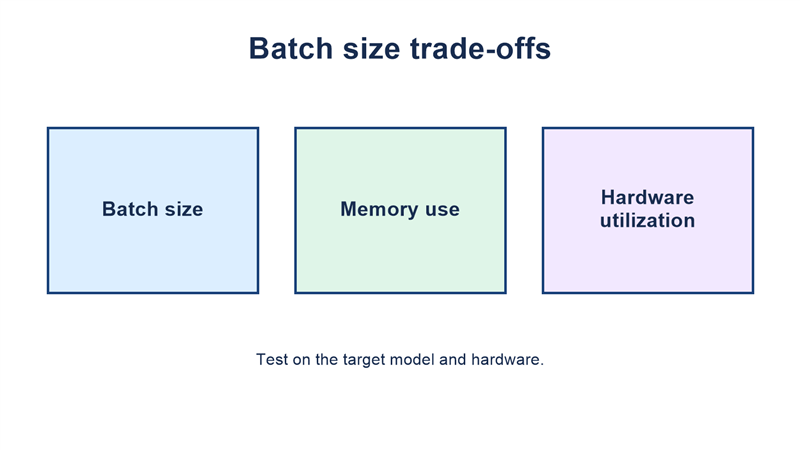 Batch size trade-offs
Batch size
Memory use
Hardware
utilization
Test on the target model and hardware.